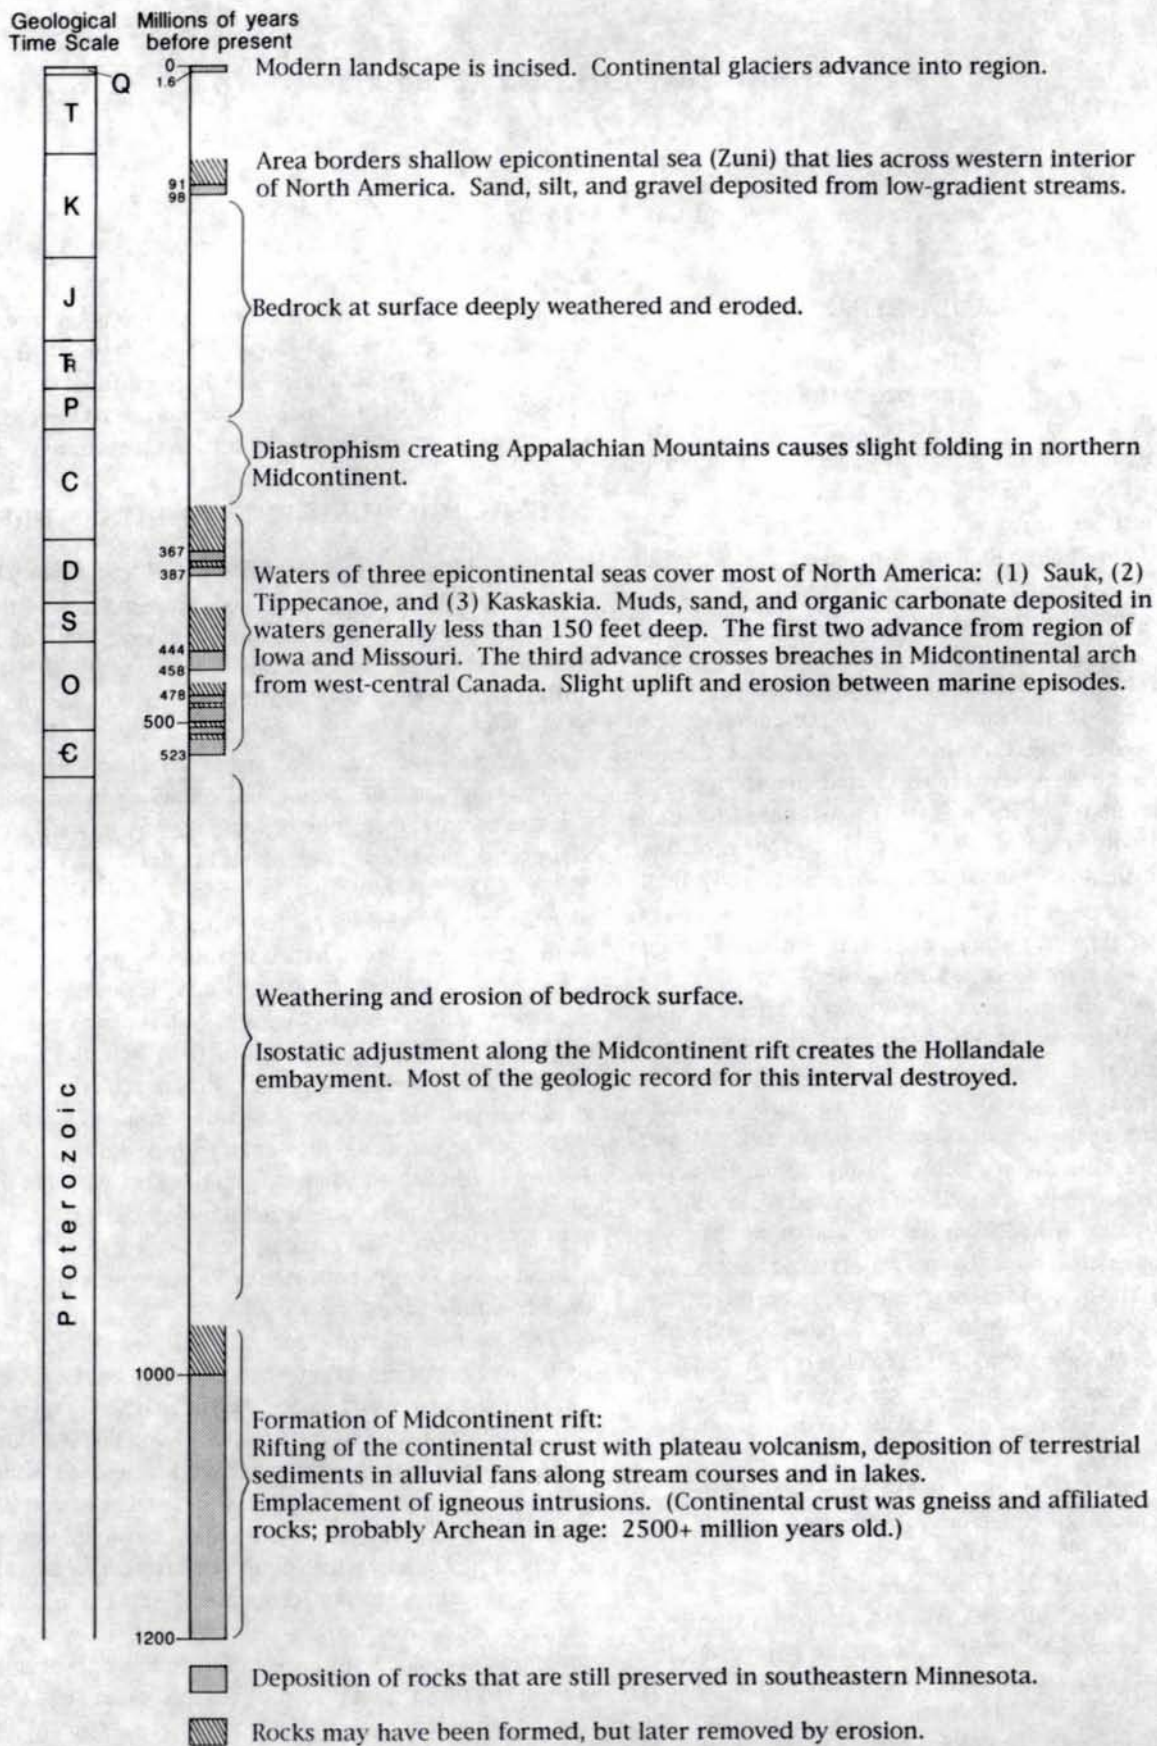 Geological Time Scale
Millions of years before present
0
Modern landscape is incised. Continental glaciers advance into region.
Q
1.6
T
Area borders shallow epicontinental sea (Zuni) that lies across western interior
of North America. Sand, silt, and gravel deposited from low-gradient streams.
91
98
K
J
Bedrock at surface deeply weathered and eroded.
TR
P
Diastrophism creating Appalachian Mountains causes slight folding in northern
Midcontinent.
C
367
387
D
Waters of three epicontinental seas cover most of North America: (1) Sauk, (2)
Tippecanoe, and (3) Kaskaskia. Muds, sand, and organic carbonate deposited in
waters generally less than 150 feet deep. The first two advance from region of
Iowa and Missouri. The third advance crosses breaches in Midcontinental arch
from west-central Canada. Slight uplift and erosion between marine episodes.
S
444
458
O
478
500
Є
523
Weathering and erosion of bedrock surface.
Isostatic adjustment along the Midcontinent rift creates the Hollandale
embayment. Most of the geologic record for this interval destroyed.
Proterozoic
1000
Formation of Midcontinent rift:
Rifting of the continental crust with plateau volcanism, deposition of terrestrial
sediments in alluvial fans along stream courses and in lakes.
Emplacement of igneous intrusions. (Continental crust was gneiss and affiliated
rocks; probably Archean in age: 2500+ million years old.)
1200
Deposition of rocks that are still preserved in southeastern Minnesota.
Rocks may have been formed, but later removed by erosion.